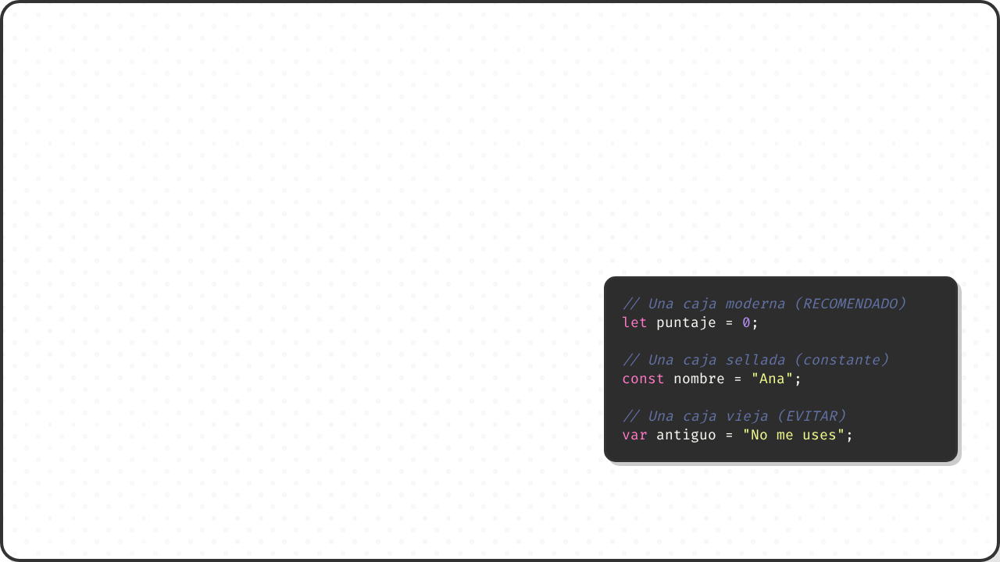 // Una caja moderna (RECOMENDADO)
let puntaje = 0;
// Una caja sellada (constante)
const nombre = "Ana";
// Una caja vieja (EVITAR)
var antiguo = "No me uses";